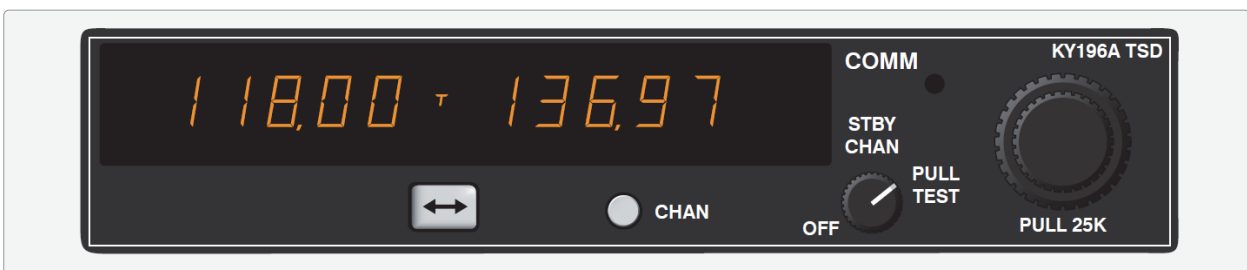 118.00 T 136.97
COMM
KY196A TSD
STBY
CHAN
PULL
TEST
OFF
CHAN
PULL 25K